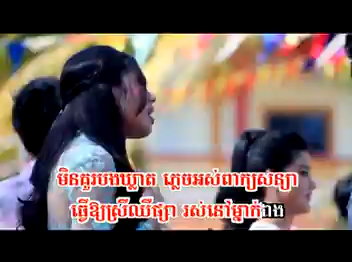 មិនគួរបងឃ្លាត ភ្លេចអស់ពាក្យសន្យា
ធ្វើឱ្យស្រីឈឺផ្សា រស់នៅម្នាក់ឯង